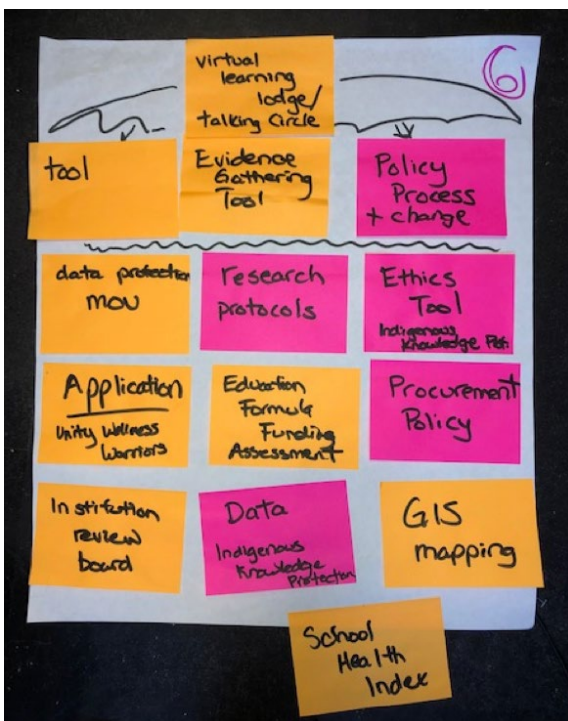 6
virtual
learning
lodge/
talking Circle
tool
Evidence
Gathering
Tool
Policy
Process
+ change
data protection
MOU
research
protocols
Ethics
Tool
Indigenous
Knowledge
Application
Unity Wellness
Warriors
Education
Formula
Funding
Assessment
Procurement
Policy
Institution
review
board
Data
Indigenous
Knowledge
Protection
GIS
mapping
School
Health
Index